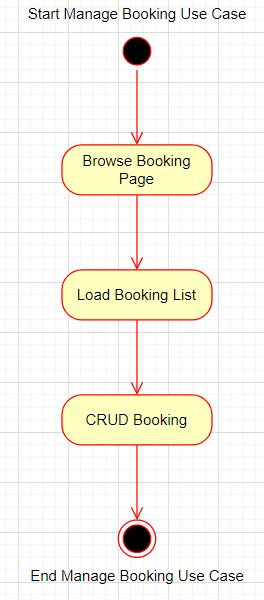 Start Manage Booking Use Case
Browse Booking
Page
Load Booking List
CRUD Booking
End Manage Booking Use Case